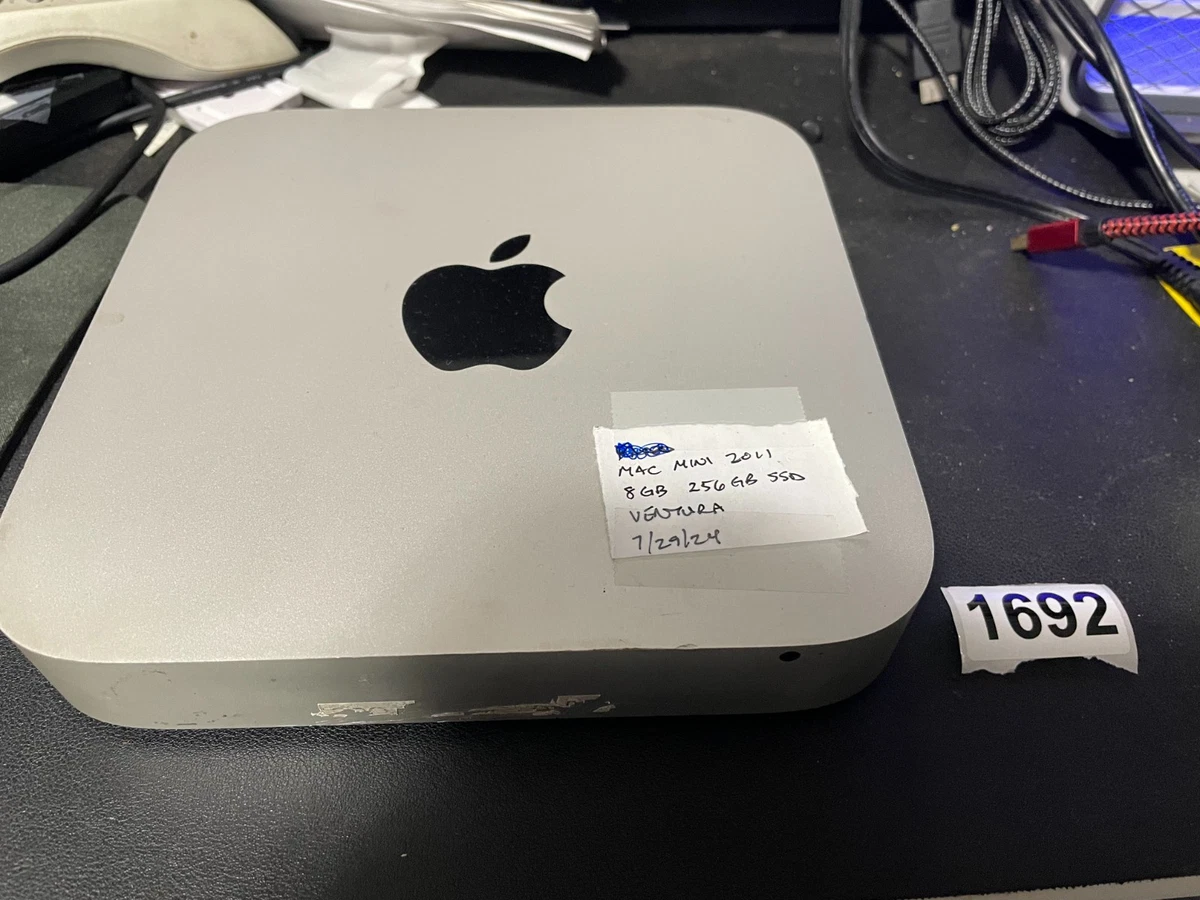 MAC MINI 2011
8GB 256GB SSD
VENTURA
7/29/24
1692